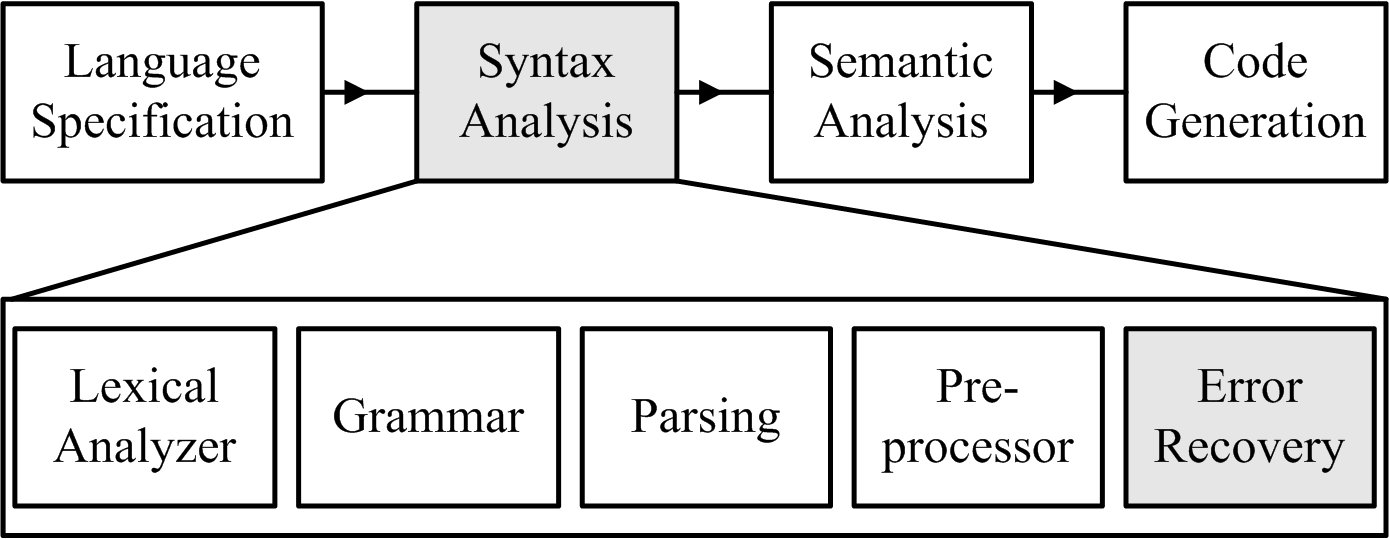 Language
Specification
Syntax
Analysis
Semantic
Analysis
Code
Generation
Lexical
Analyzer
Grammar
Parsing
Pre-
processor
Error
Recovery